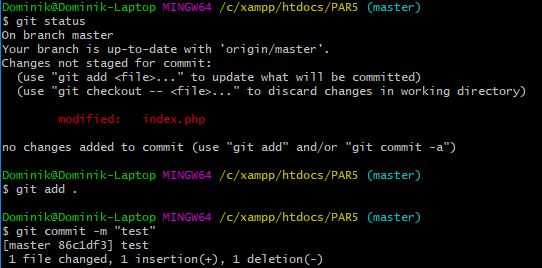 Dominik@Dominik-Laptop MINGW64 /c/xampp/htdocs/PAR5 (master)
$ git status
On branch master
Your branch is up-to-date with 'origin/master'.
Changes not staged for commit:
  (use "git add <file>..." to update what will be committed)
  (use "git checkout -- <file>..." to discard changes in working directory)

        modified:   index.php

no changes added to commit (use "git add" and/or "git commit -a")

Dominik@Dominik-Laptop MINGW64 /c/xampp/htdocs/PAR5 (master)
$ git add .

Dominik@Dominik-Laptop MINGW64 /c/xampp/htdocs/PAR5 (master)
$ git commit -m "test"
[master 86c1df3] test
 1 file changed, 1 insertion(+), 1 deletion(-)